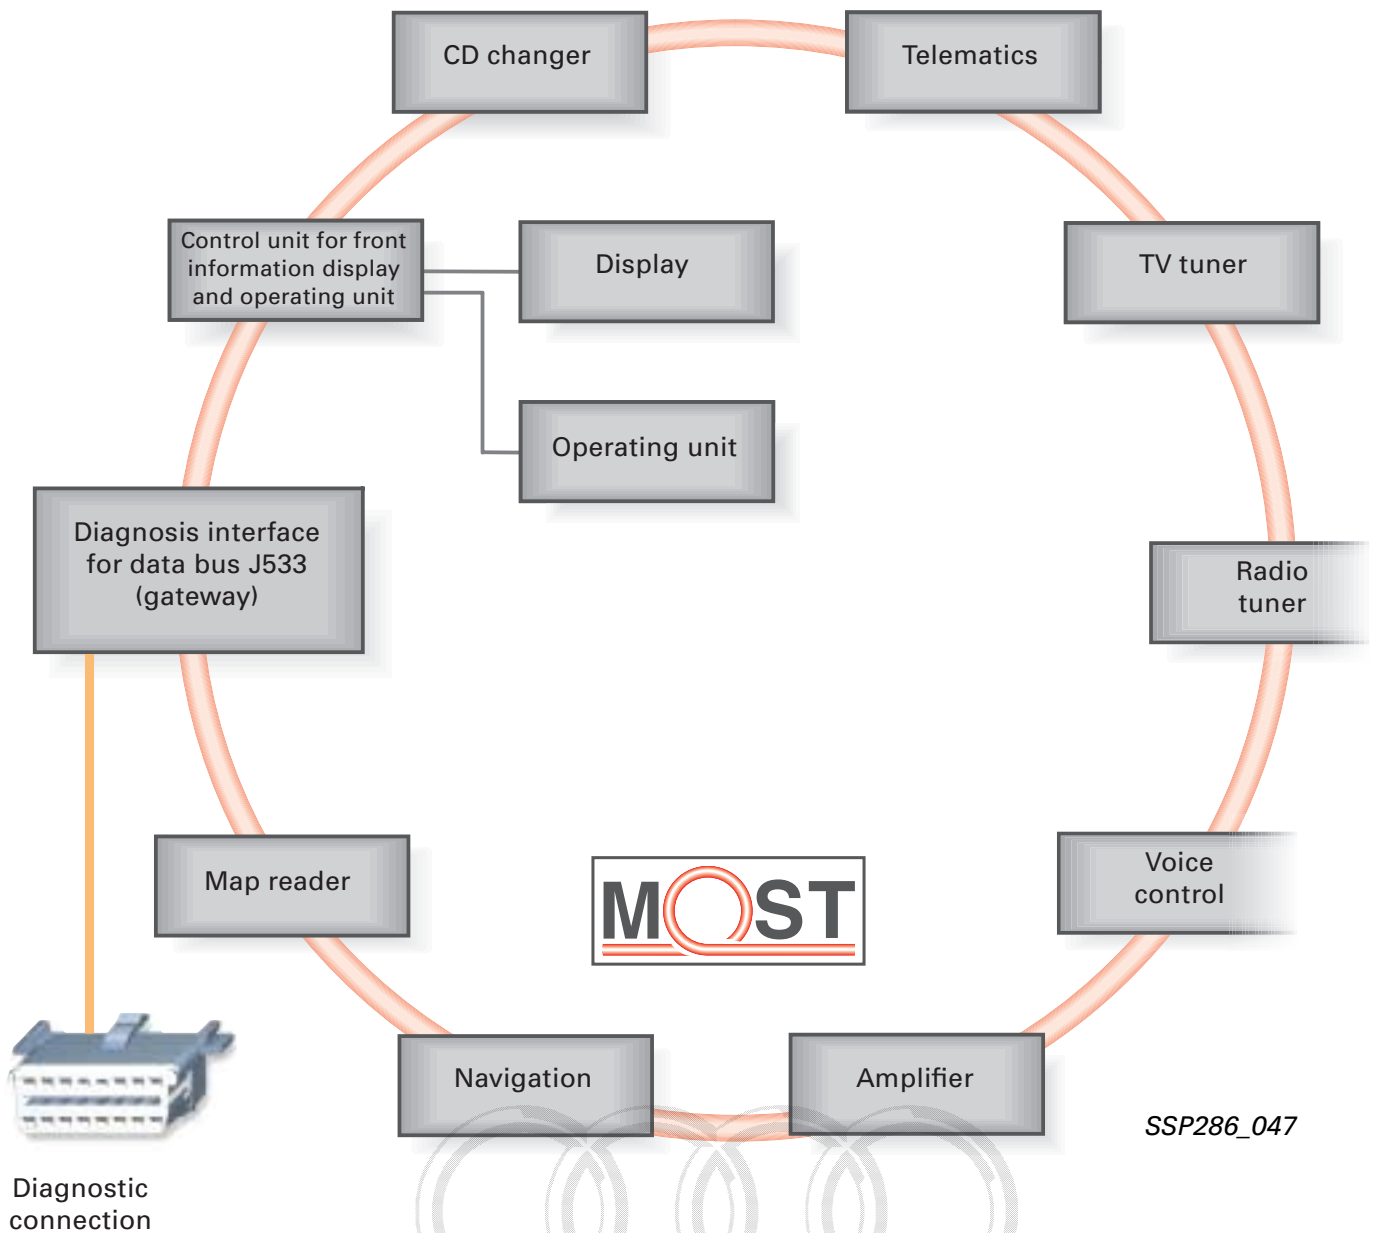 CD changer
Telematics
Control unit for front
information display
and operating unit
Display
TV tuner
Operating unit
Diagnosis interface
for data bus J533
(gateway)
Radio
tuner
Map reader
MOST
Voice
control
Navigation
Amplifier
SSP286_047
Diagnostic
connection